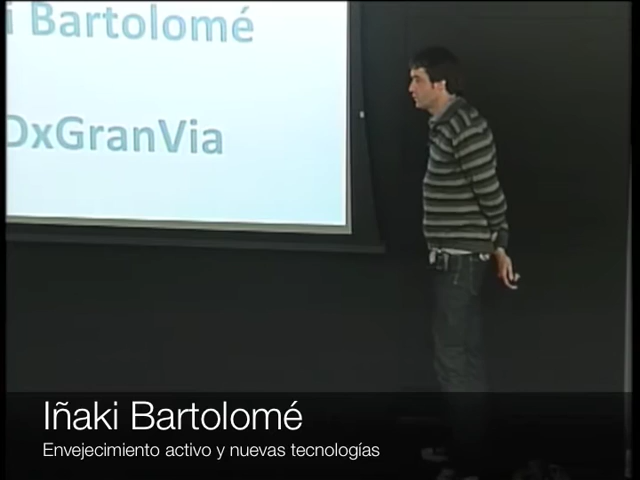 i Bartolomé
DxGranVia
Iñaki Bartolomé
Envejecimiento activo y nuevas tecnologías